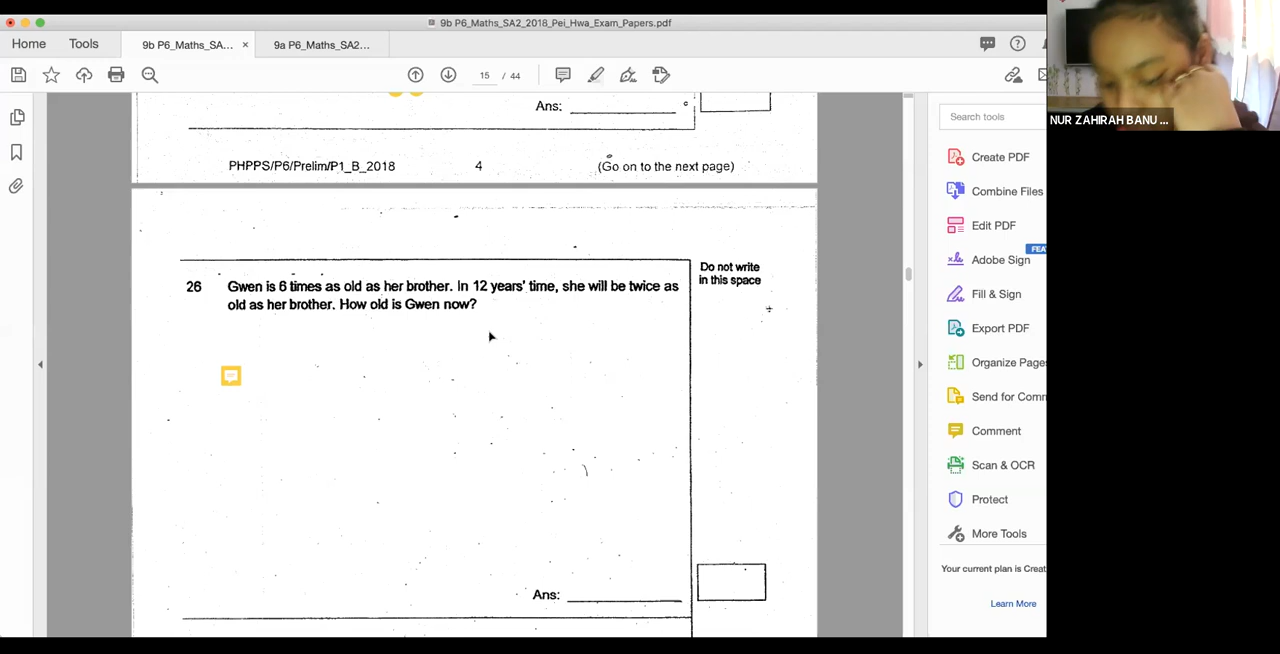 9b P6_Maths_SA2_2018_Pei_Hwa_Exam_Papers.pdf
Home Tools 9b P6_Maths_SA... × 9a P6_Maths_SA2...
15 / 44
Ans:
PHPPS/P6/Prelim/P1_B_2018 4 (Go on to the next page)
Do not write
in this space
26 Gwen is 6 times as old as her brother. In 12 years' time, she will be twice as
old as her brother. How old is Gwen now?
Ans:
Search tools
Create PDF
Combine Files
Edit PDF
FEA
Adobe Sign
Fill & Sign
Export PDF
Organize Pages
Send for Comm
Comment
Scan & OCR
Protect
More Tools
Your current plan is Creat
Learn More
NUR ZAHIRAH BANU ...